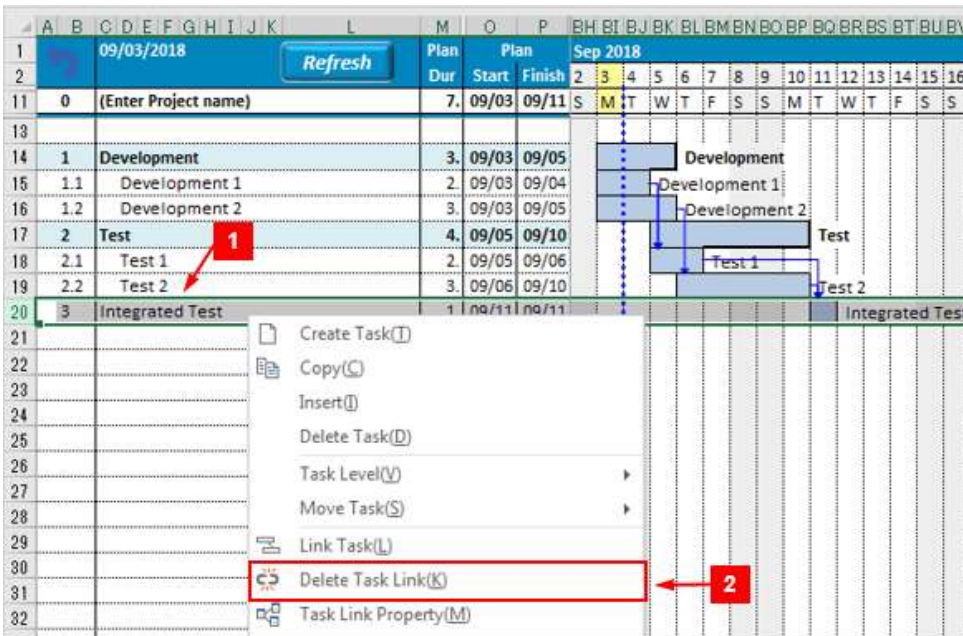 A B C D E F G H I J K L M O P BH BI BJ BK BL BM BN BO BP BQ BR BS BT BU BV
1 09/03/2018 Refresh Plan Plan Sep 2018
2 Dur Start Finish 2 3 4 5 6 7 8 9 10 11 12 13 14 15 16
11 0 (Enter Project name) 7. 09/03 09/11 S M T W T F S S M T W T F S S
13
14 1 Development 3. 09/03 09/05 Development
15 1.1 Development 1 2. 09/03 09/04 Development 1
16 1.2 Development 2 3. 09/03 09/05 Development 2
17 2 Test 4. 09/05 09/10 Test
1
18 2.1 Test 1 2. 09/05 09/06 Test 1
19 2.2 Test 2 3. 09/06 09/10 Test 2
20 3 Integrated Test 1 09/11 09/11 Integrated Tes
21 Create Task(T)
22 Copy(C)
23 Insert(I)
24
25 Delete Task(D)
26 Task Level(V)
27
28 Move Task(S)
29 Link Task(L)
30 Delete Task Link(K) 2
31
32 Task Link Property(M)